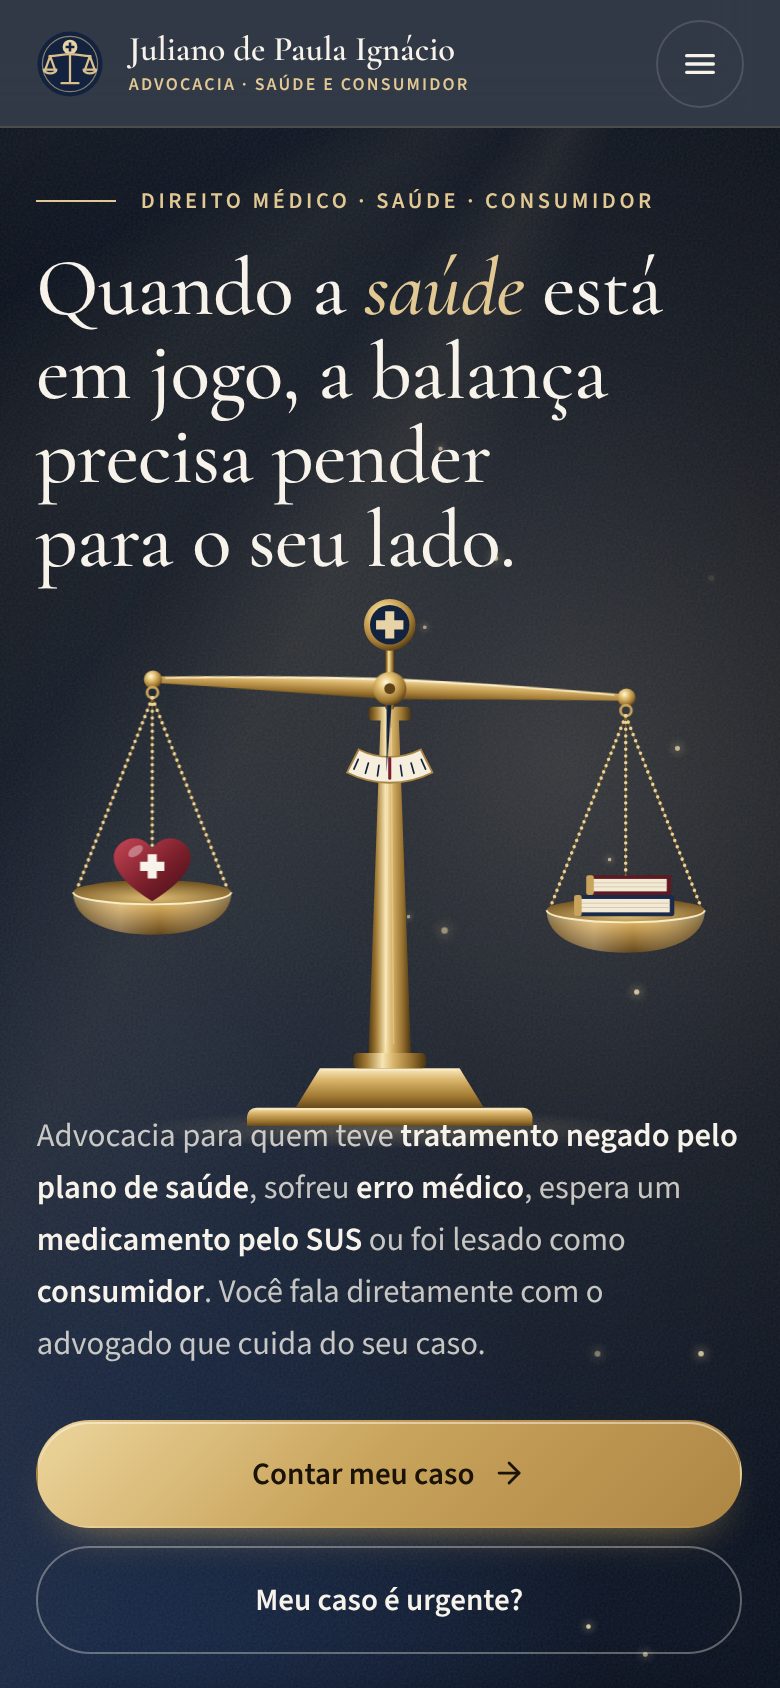 Juliano de Paula Ignácio
ADVOCACIA · SAÚDE E CONSUMIDOR
DIREITO MÉDICO · SAÚDE · CONSUMIDOR
Quando a saúde está
em jogo, a balança
precisa pender
para o seu lado.
Advocacia para quem teve tratamento negado pelo
plano de saúde, sofreu erro médico, espera um
medicamento pelo SUS ou foi lesado como
consumidor. Você fala diretamente com o
advogado que cuida do seu caso.
Contar meu caso →
Meu caso é urgente?